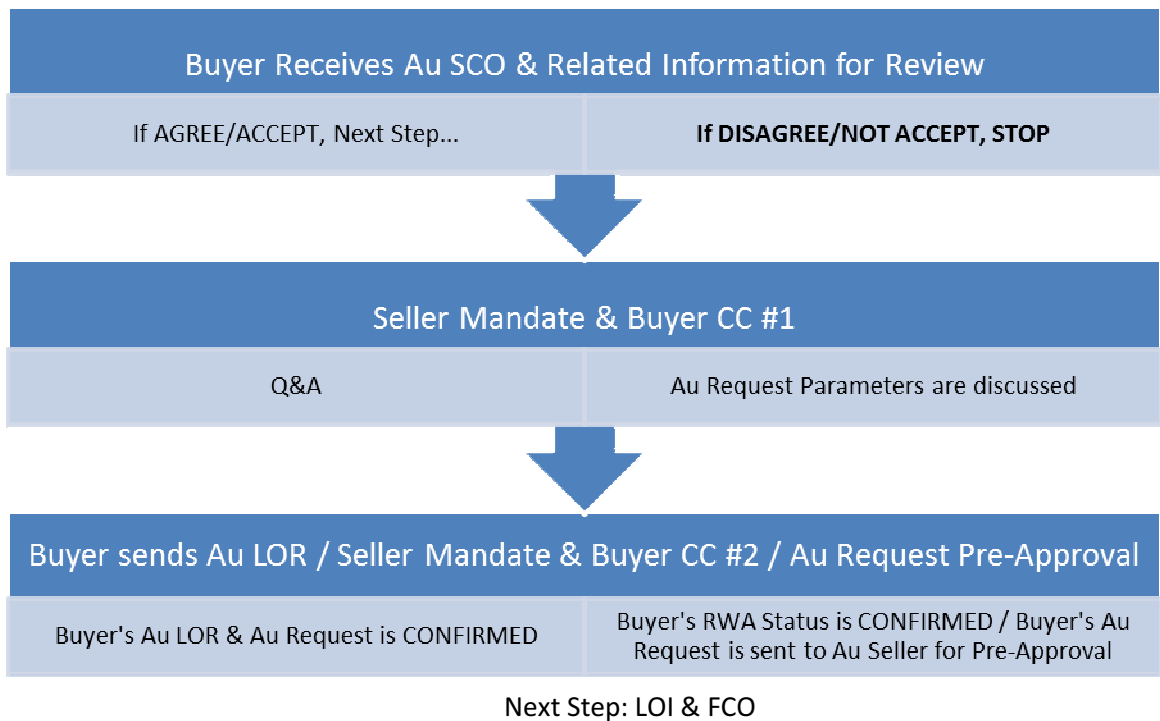 Buyer Receives Au SCO & Related Information for Review
If AGREE/ACCEPT, Next Step...
If DISAGREE/NOT ACCEPT, STOP
Seller Mandate & Buyer CC #1
Q&A
Au Request Parameters are discussed
Buyer sends Au LOR / Seller Mandate & Buyer CC #2 / Au Request Pre-Approval
Buyer's Au LOR & Au Request is CONFIRMED
Buyer's RWA Status is CONFIRMED / Buyer's Au
Request is sent to Au Seller for Pre-Approval
Next Step: LOI & FCO